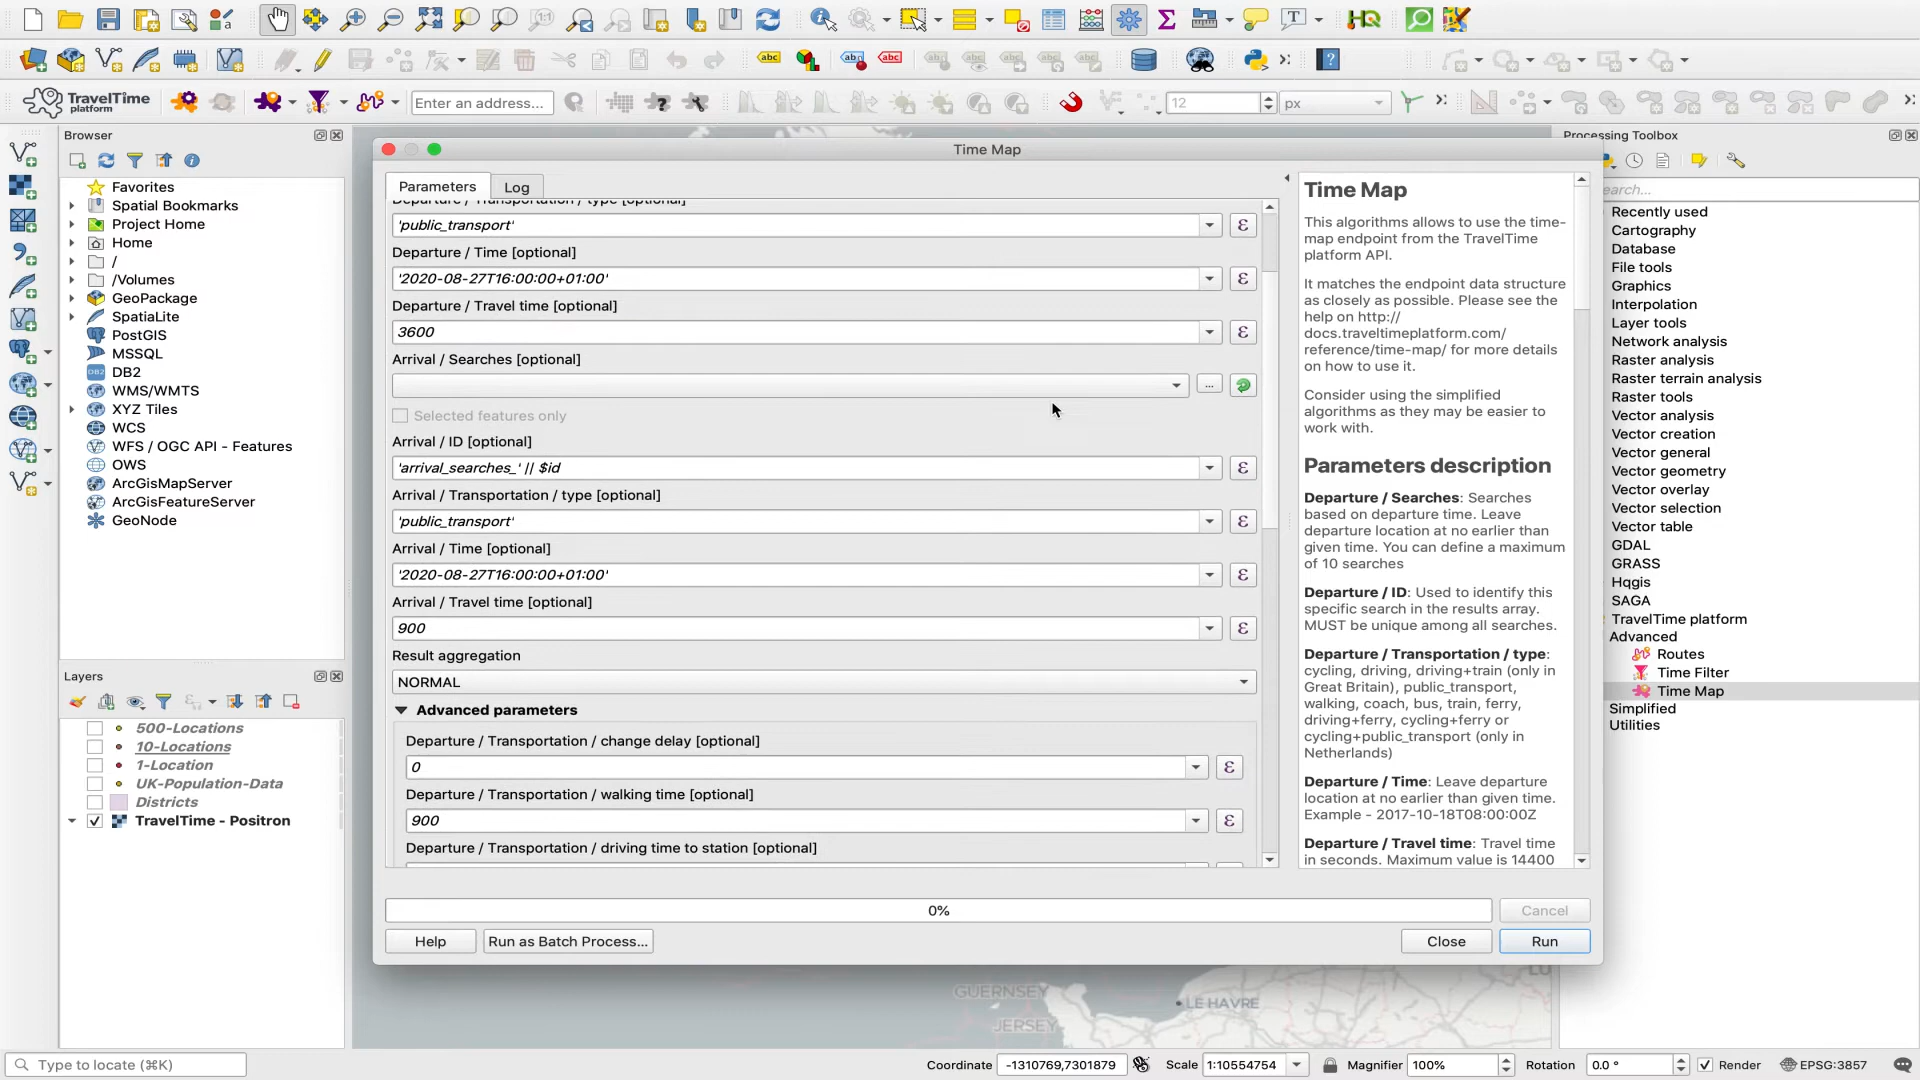 TravelTime
platform
Enter an address...
12
px
Browser
Favorites
Spatial Bookmarks
Project Home
Home
/
/Volumes
GeoPackage
SpatiaLite
PostGIS
MSSQL
DB2
WMS/WMTS
XYZ Tiles
WCS
WFS / OGC API - Features
OWS
ArcGisMapServer
ArcGisFeatureServer
GeoNode
Layers
500-Locations
10-Locations
1-Location
UK-Population-Data
Districts
TravelTime - Positron
Time Map
Parameters
Log
Departure / Transportation / type [optional]
'public_transport'
Departure / Time [optional]
'2020-08-27T16:00:00+01:00'
Departure / Travel time [optional]
3600
Arrival / Searches [optional]
...
Selected features only
Arrival / ID [optional]
'arrival_searches_' || $id
Arrival / Transportation / type [optional]
'public_transport'
Arrival / Time [optional]
'2020-08-27T16:00:00+01:00'
Arrival / Travel time [optional]
900
Result aggregation
NORMAL
Advanced parameters
Departure / Transportation / change delay [optional]
0
Departure / Transportation / walking time [optional]
900
Departure / Transportation / driving time to station [optional]
0%
Cancel
Help
Run as Batch Process...
Close
Run
Time Map
This algorithms allows to use the time-
map endpoint from the TravelTime
platform API.
It matches the endpoint data structure
as closely as possible. Please see the
help on http://
docs.traveltimeplatform.com/
reference/time-map/ for more details
on how to use it.
Consider using the simplified
algorithms as they may be easier to
work with.
Parameters description
Departure / Searches: Searches
based on departure time. Leave
departure location at no earlier than
given time. You can define a maximum
of 10 searches
Departure / ID: Used to identify this
specific search in the results array.
MUST be unique among all searches.
Departure / Transportation / type:
cycling, driving, driving+train (only in
Great Britain), public_transport,
walking, coach, bus, train, ferry,
driving+ferry, cycling+ferry or
cycling+public_transport (only in
Netherlands)
Departure / Time: Leave departure
location at no earlier than given time.
Example - 2017-10-18T08:00:00Z
Departure / Travel time: Travel time
in seconds. Maximum value is 14400
Processing Toolbox
earch...
Recently used
Cartography
Database
File tools
Graphics
Interpolation
Layer tools
Network analysis
Raster analysis
Raster terrain analysis
Raster tools
Vector analysis
Vector creation
Vector general
Vector geometry
Vector overlay
Vector selection
Vector table
GDAL
GRASS
Hqgis
SAGA
TravelTime platform
Advanced
Routes
Time Filter
Time Map
Simplified
Utilities
GUERNSEY
LE HAVRE
JERSEY
LU
Type to locate (⌘K)
Coordinate
-1310769,7301879
Scale
1:10554754
Magnifier
100%
Rotation
0.0 °
Render
EPSG:3857